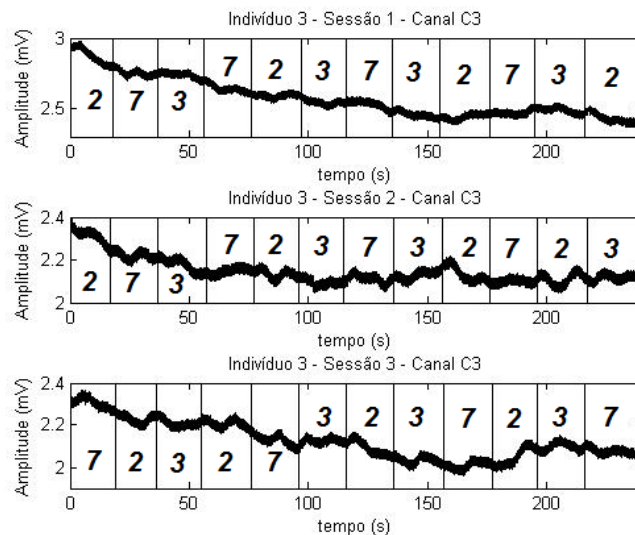 Indivíduo 3 - Sessão 1 - Canal C3
Amplitude (mV)
3
2.5
2 7 3 7 2 3 7 3 2 7 3 2
0 50 100 150 200
tempo (s)
Indivíduo 3 - Sessão 2 - Canal C3
Amplitude (mV)
2.4
2.2
2
2 7 3 7 2 3 7 3 2 7 2 3
0 50 100 150 200
tempo (s)
Indivíduo 3 - Sessão 3 - Canal C3
Amplitude (mV)
2.4
2.2
2
7 2 3 2 7 3 2 3 7 2 3 7
0 50 100 150 200
tempo (s)